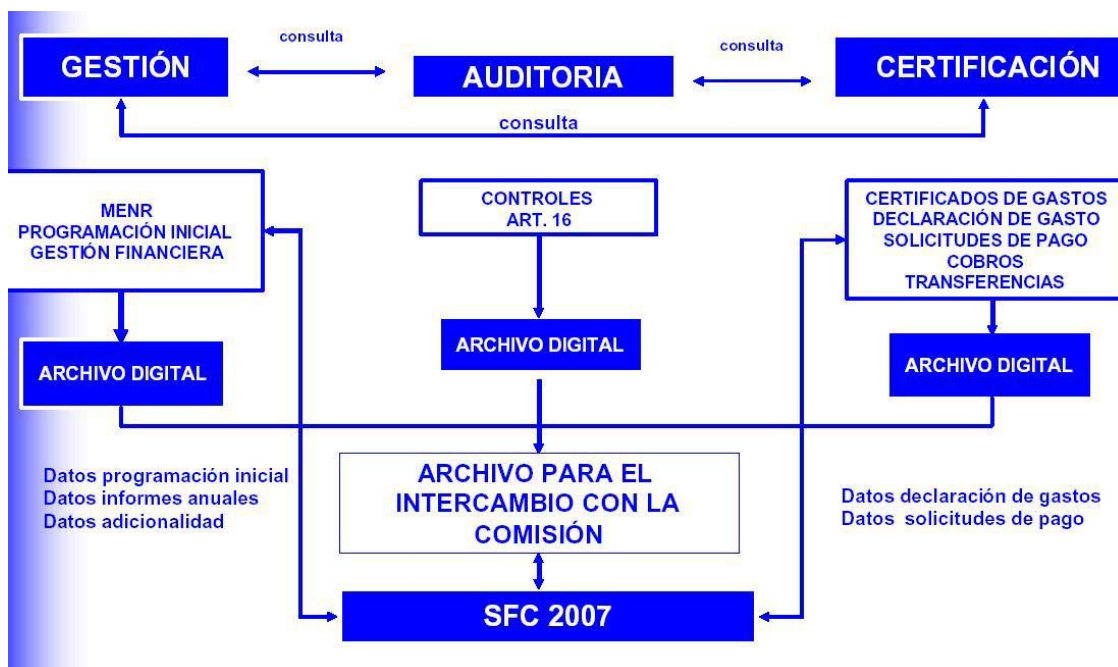 consulta
consulta
GESTIÓN
AUDITORIA
CERTIFICACIÓN
consulta
MENR
PROGRAMACIÓN INICIAL
GESTIÓN FINANCIERA
CONTROLES
ART. 16
CERTIFICADOS DE GASTOS
DECLARACIÓN DE GASTO
SOLICITUDES DE PAGO
COBROS
TRANSFERENCIAS
ARCHIVO DIGITAL
ARCHIVO DIGITAL
ARCHIVO DIGITAL
Datos programación inicial
Datos informes anuales
Datos adicionalidad
ARCHIVO PARA EL
INTERCAMBIO CON LA
COMISIÓN
Datos declaración de gastos
Datos solicitudes de pago
SFC 2007